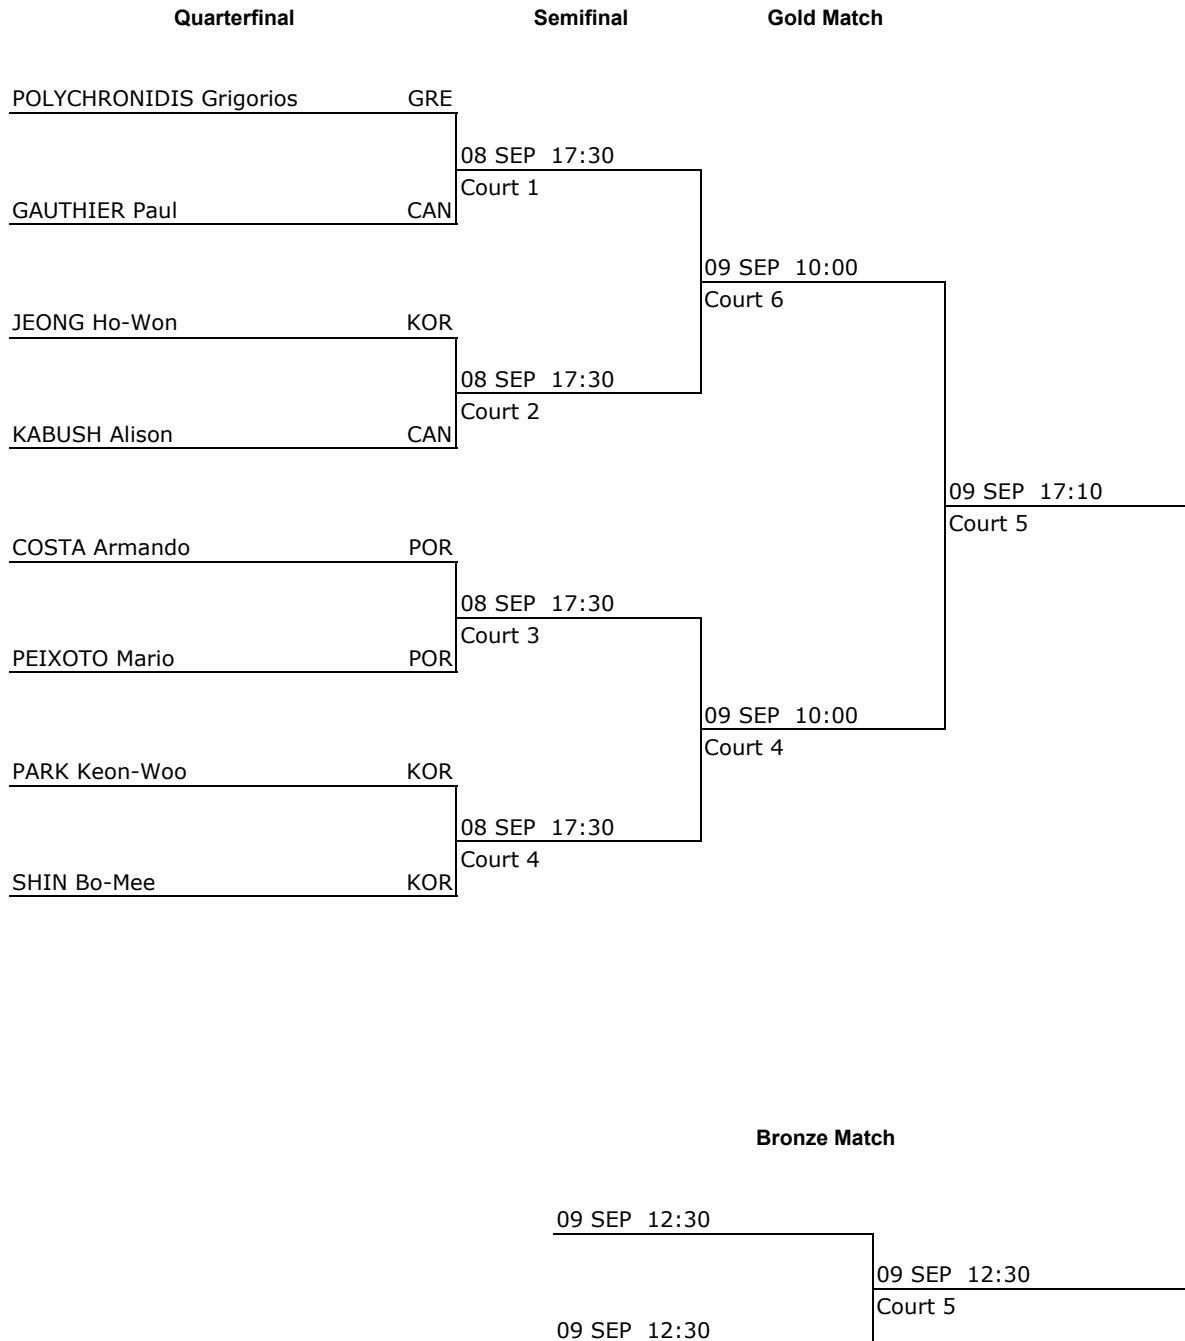 Quarterfinal Semifinal Gold Match
POLYCHRONIDIS Grigorios GRE
08 SEP 17:30
Court 1
GAUTHIER Paul CAN
09 SEP 10:00
Court 6
JEONG Ho-Won KOR
08 SEP 17:30
Court 2
KABUSH Alison CAN
09 SEP 17:10
Court 5
COSTA Armando POR
08 SEP 17:30
Court 3
PEIXOTO Mario POR
09 SEP 10:00
Court 4
PARK Keon-Woo KOR
08 SEP 17:30
Court 4
SHIN Bo-Mee KOR
Bronze Match
09 SEP 12:30
09 SEP 12:30
Court 5
09 SEP 12:30